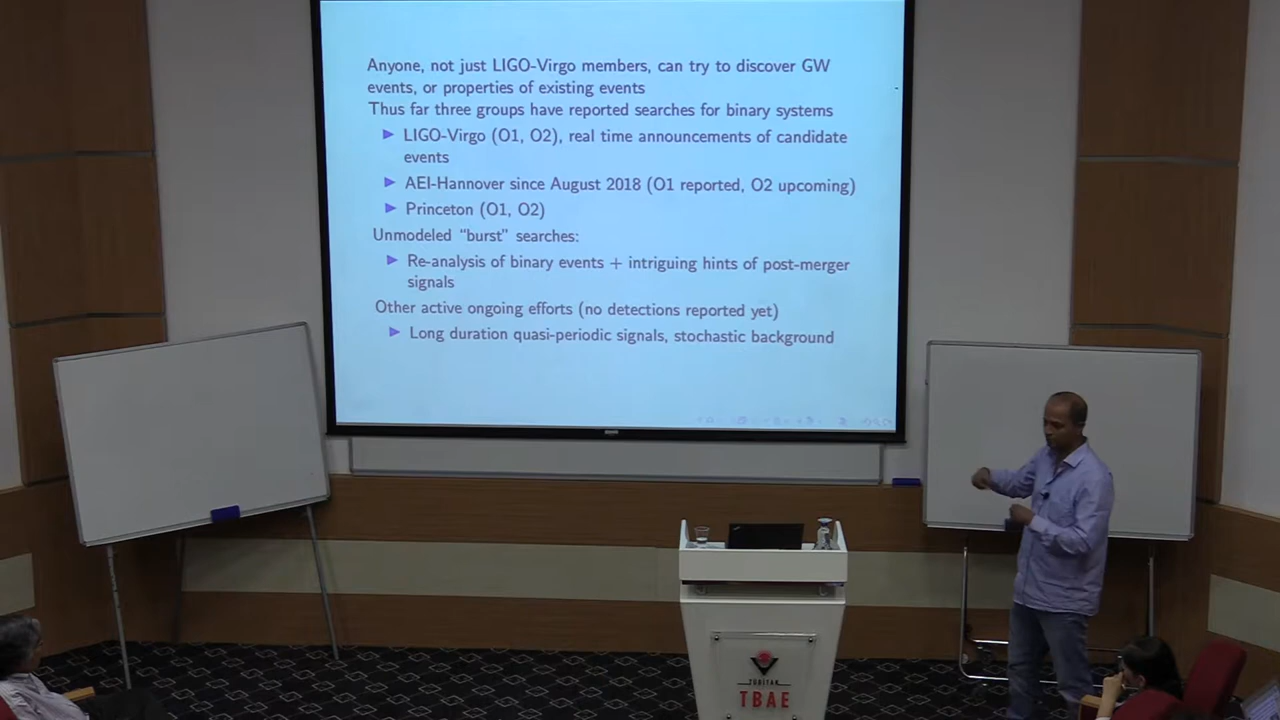 Anyone, not just LIGO-Virgo members, can try to discover GW
events, or properties of existing events
Thus far three groups have reported searches for binary systems
LIGO-Virgo (O1, O2), real time announcements of candidate
events
AEI-Hannover since August 2018 (O1 reported, O2 upcoming)
Princeton (O1, O2)
Unmodeled “burst” searches:
Re-analysis of binary events + intriguing hints of post-merger
signals
Other active ongoing efforts (no detections reported yet)
Long duration quasi-periodic signals, stochastic background
TÜBİTAK
TBAE